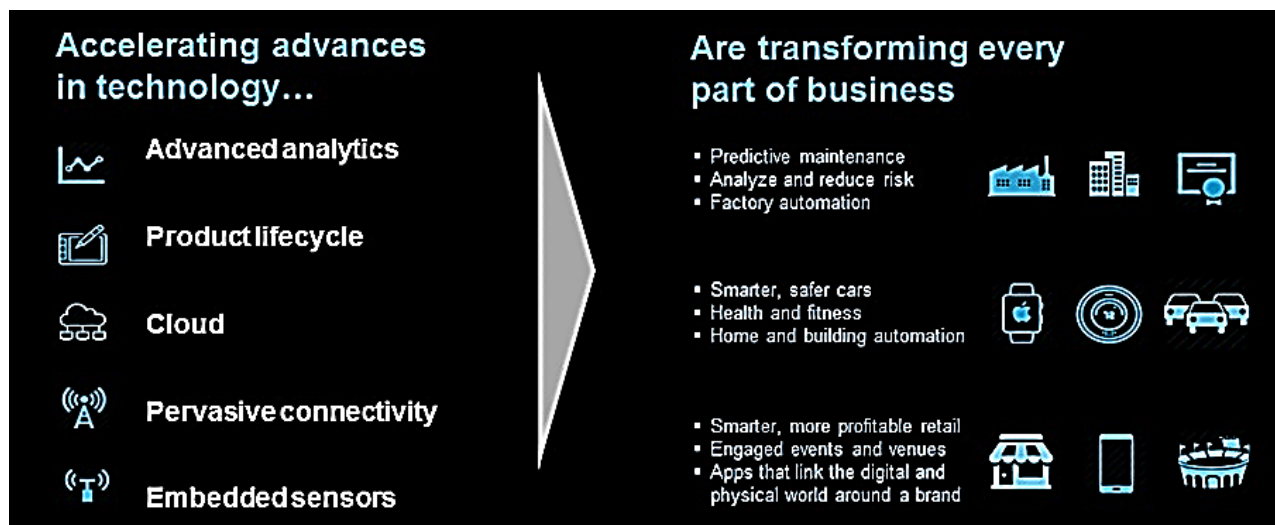 Accelerating advances
in technology...
Advanced analytics
Product lifecycle
Cloud
Pervasive connectivity
Embedded sensors
Are transforming every
part of business
▪ Predictive maintenance
▪ Analyze and reduce risk
▪ Factory automation
▪ Smarter, safer cars
▪ Health and fitness
▪ Home and building automation
▪ Smarter, more profitable retail
▪ Engaged events and venues
▪ Apps that link the digital and
physical world around a brand